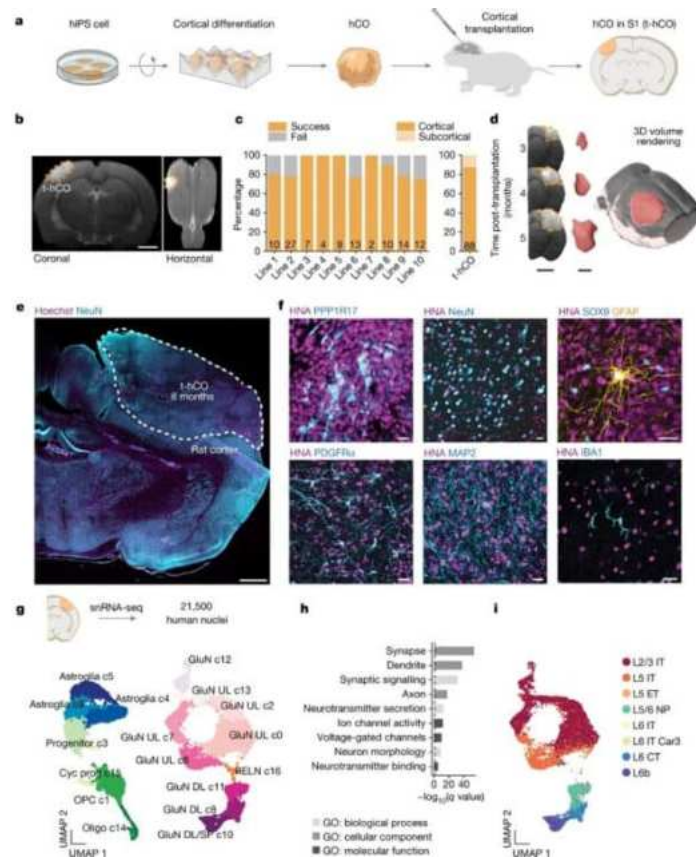 a
hiPS cell
Cortical differentiation
hCO
Cortical transplantation
hCO in S1 (t-hCO)
b
t-hCO
Coronal
Horizontal
c
Success
Fail
Cortical
Subcortical
Percentage
100
80
60
40
20
0
10
27
7
4
9
13
2
10
14
12
Line 1
Line 2
Line 3
Line 4
Line 5
Line 6
Line 7
Line 8
Line 9
Line 10
100
80
60
40
20
0
88
t-hCO
d
3D volume
rendering
Time post-transplantation
(months)
3
4
5
e
Hoechst NeuN
t-hCO
8 months
Rat cortex
f
HNA PPP1R17
HNA NeuN
HNA SOX9 GFAP
HNA PDGFRα
HNA MAP2
HNA IBA1
g
snRNA-seq
21,500
human nuclei
GluN c12
Astroglia c5
GluN UL c13
Astroglia c4
GluN UL c2
GluN UL c7
GluN UL c0
Progenitor c3
RELN c16
GluN DL c11
OPC c1
GluN DL c8
Oligo c14
GluN DL/SP c10
UMAP 2
UMAP 1
h
Synapse
Dendrite
Synaptic signalling
Axon
Neurotransmitter secretion
Ion channel activity
Voltage-gated channels
Neuron morphology
Neurotransmitter binding
0
20
40
−log10(q value)
GO: biological process
GO: cellular component
GO: molecular function
i
L2/3 IT
L5 IT
L5 ET
L5/6 NP
L6 IT
L6 IT Car3
L6 CT
L6b
UMAP 2
UMAP 1